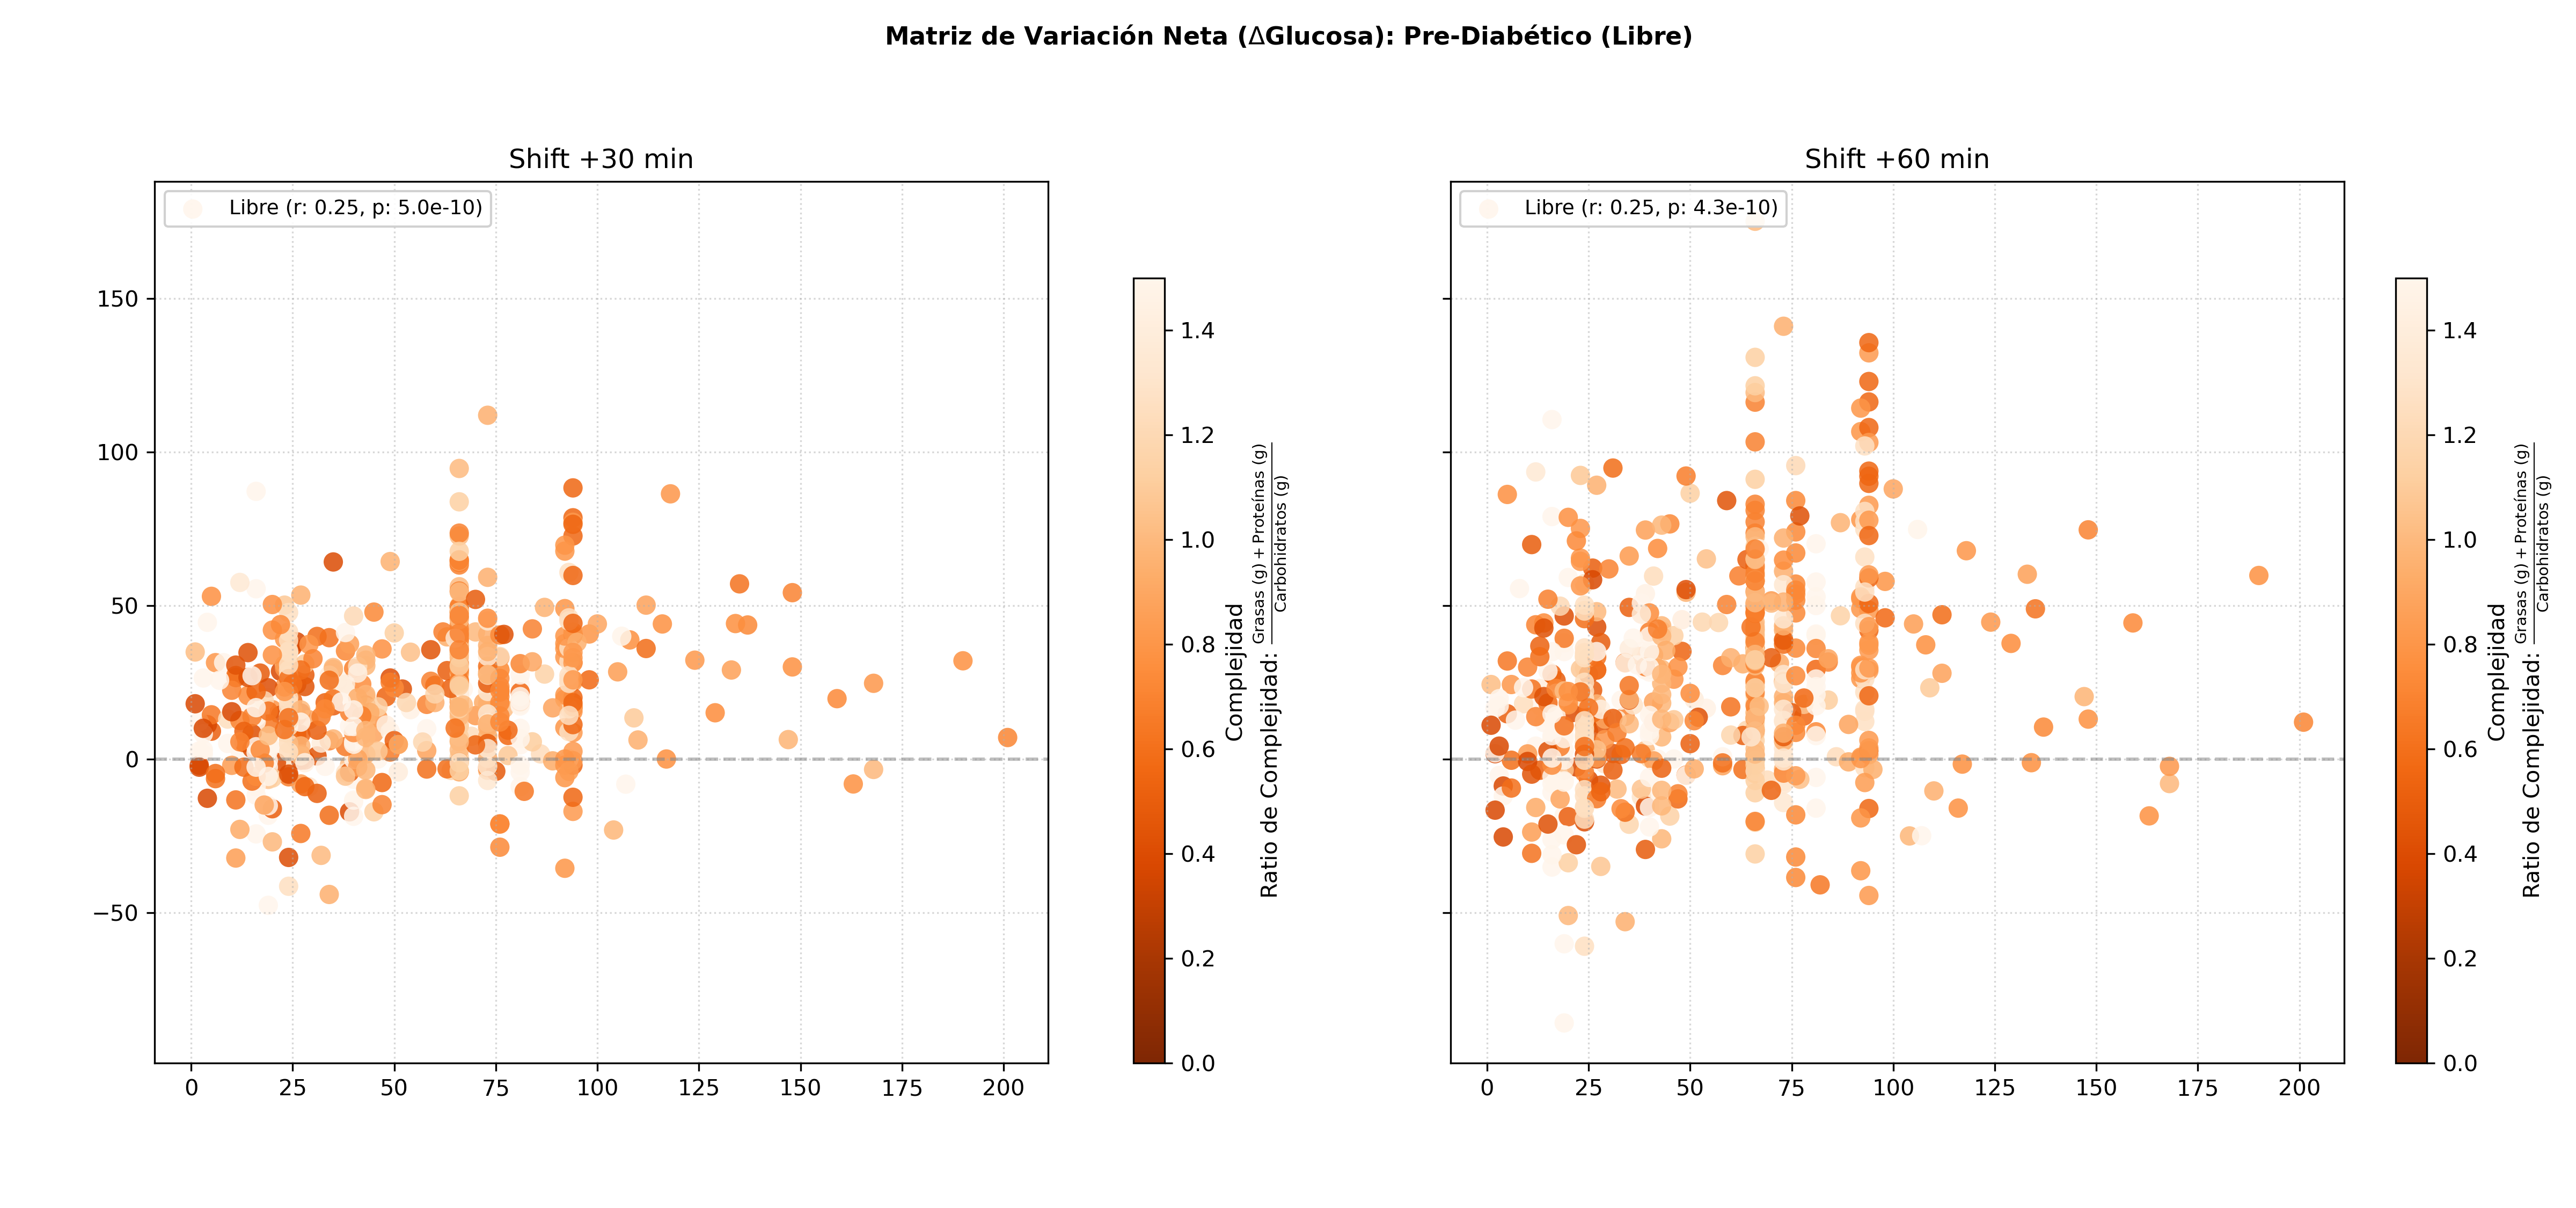 Matriz de Variación Neta (ΔGlucosa): Pre-Diabético (Libre)
Shift +30 min
Libre (r: 0.25, p: 5.0e-10)
150
100
50
0
−50
0 25 50 75 100 125 150 175 200
1.4
1.2
1.0
0.8
0.6
0.4
0.2
0.0
Complejidad
Ratio de Complejidad: Grasas (g) + Proteínas (g)
Carbohidratos (g)
Shift +60 min
Libre (r: 0.25, p: 4.3e-10)
0 25 50 75 100 125 150 175 200
1.4
1.2
1.0
0.8
0.6
0.4
0.2
0.0
Complejidad
Ratio de Complejidad: Grasas (g) + Proteínas (g)
Carbohidratos (g)